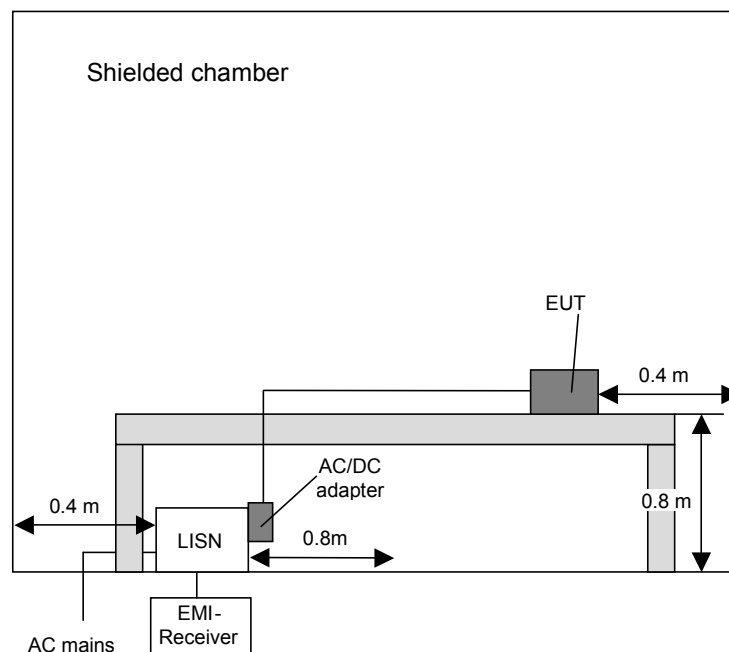 Shielded chamber
EUT
0.4 m
AC/DC
adapter
0.4 m
0.8 m
LISN
0.8m
EMI-
Receiver
AC mains